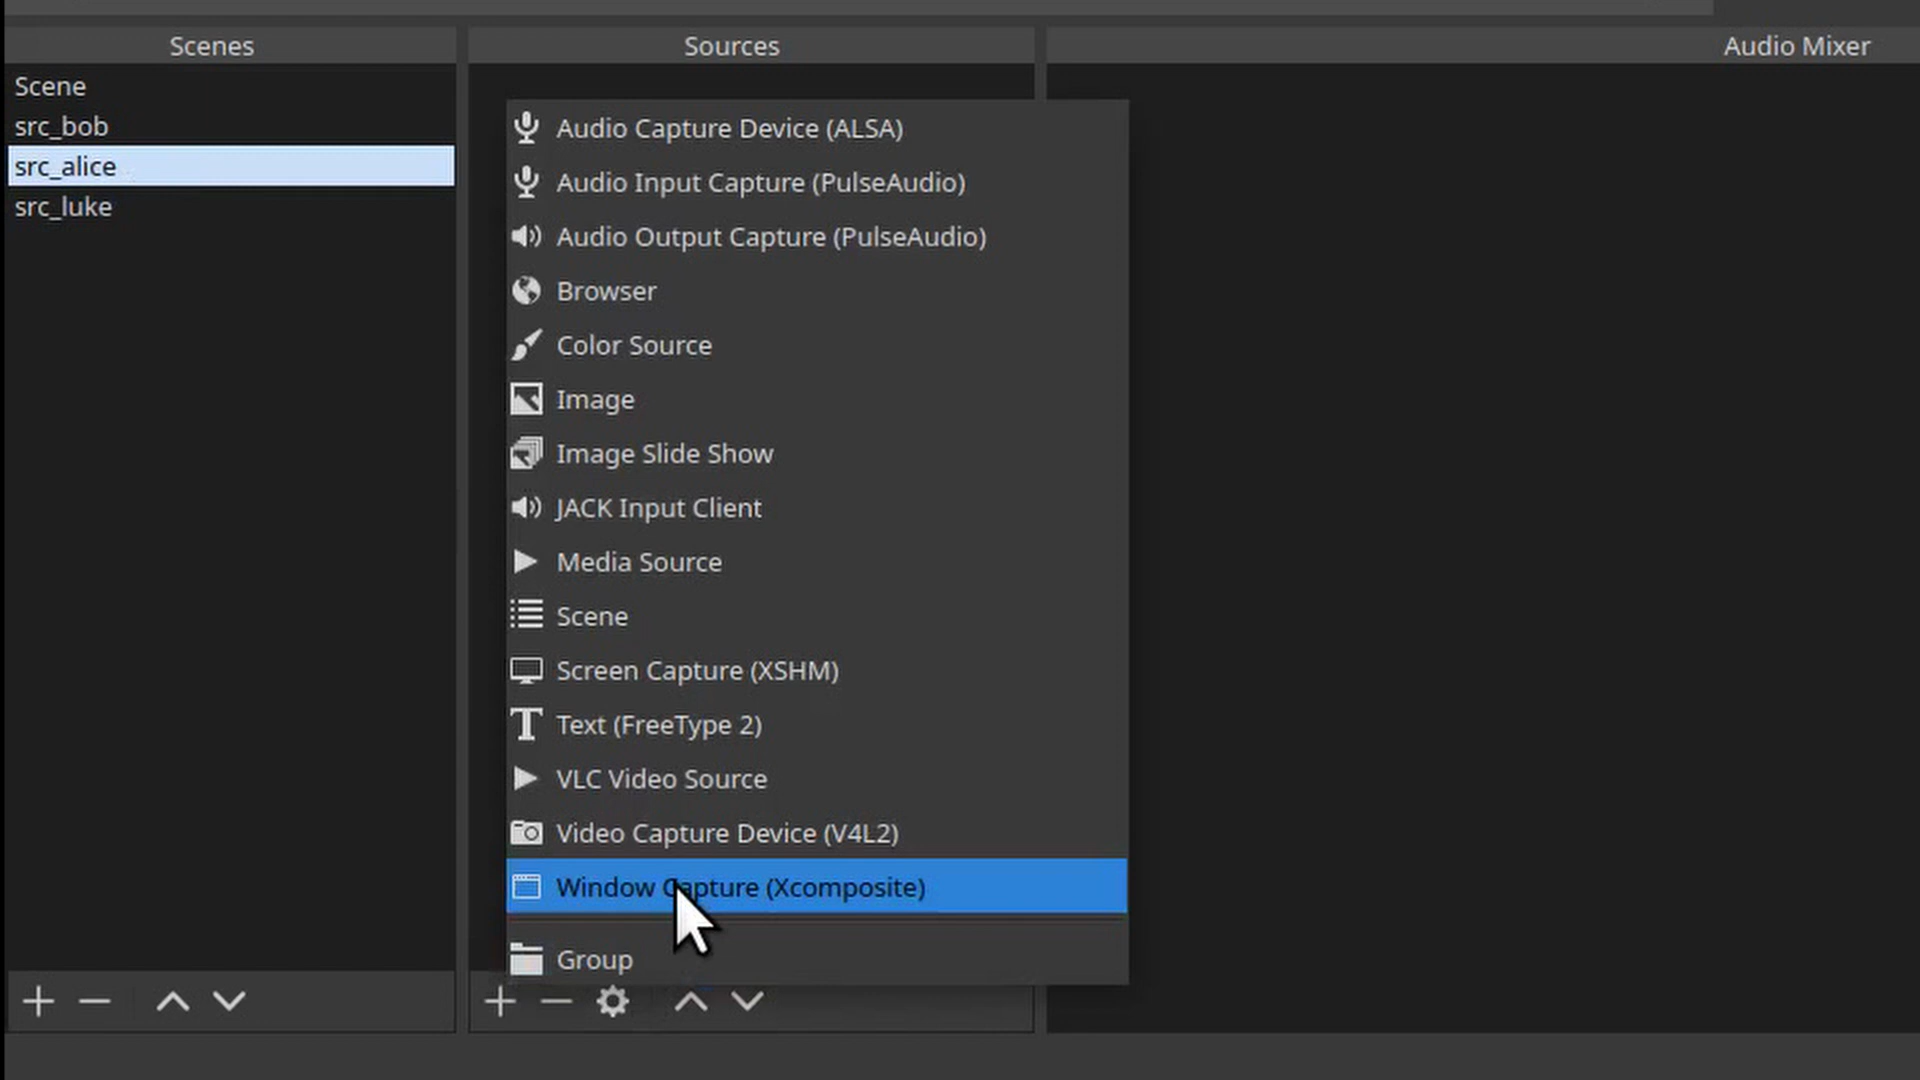 Scenes
Scene
src_bob
src_alice
src_luke
Sources
Audio Capture Device (ALSA)
Audio Input Capture (PulseAudio)
Audio Output Capture (PulseAudio)
Browser
Color Source
Image
Image Slide Show
JACK Input Client
Media Source
Scene
Screen Capture (XSHM)
Text (FreeType 2)
VLC Video Source
Video Capture Device (V4L2)
Window Capture (Xcomposite)
Group
Audio Mixer